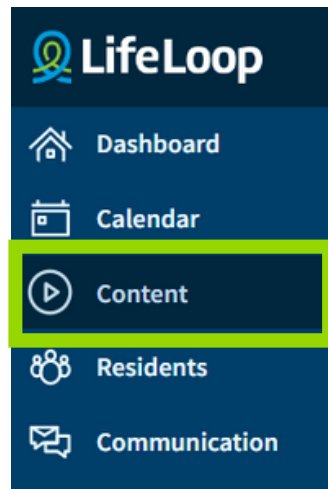 LifeLoop
Dashboard
Calendar
Content
Residents
Communication